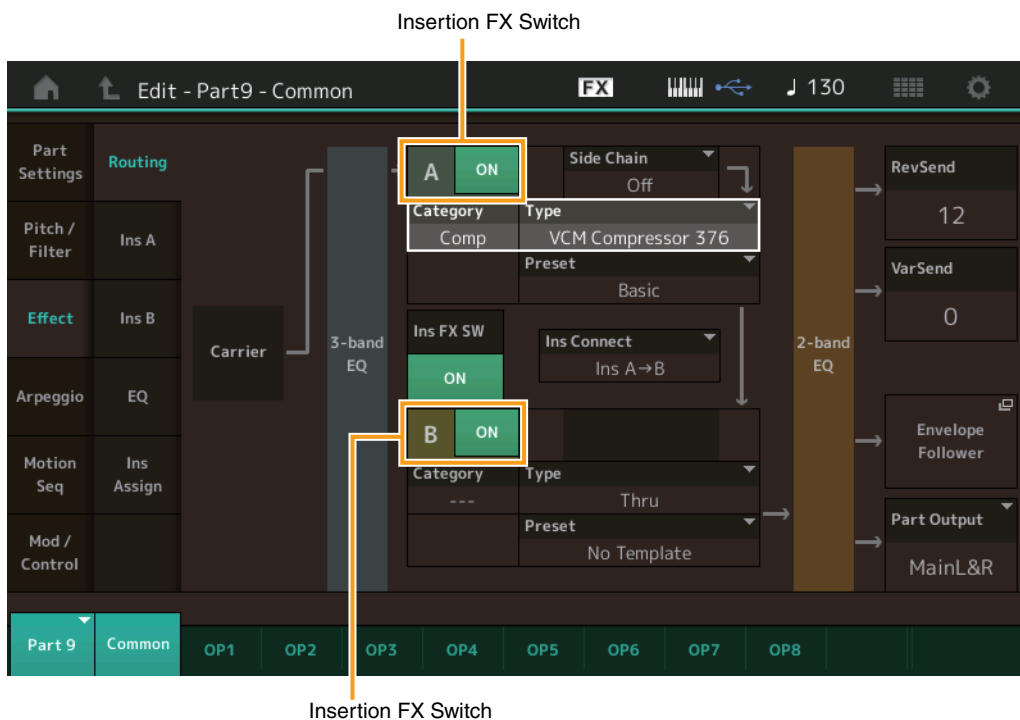 Insertion FX Switch
Edit - Part9 - Common
FX
130
Part
Settings
Pitch /
Filter
Effect
Arpeggio
Motion
Seq
Mod /
Control
Routing
Ins A
Ins B
EQ
Ins
Assign
Carrier
3-band
EQ
A
ON
Side Chain
Off
Category
Comp
Type
VCM Compressor 376
Preset
Basic
Ins FX SW
ON
Ins Connect
Ins A→B
B
ON
Category
---
Type
Thru
Preset
No Template
2-band
EQ
RevSend
12
VarSend
0
Envelope
Follower
Part Output
MainL&R
Part 9
Common
OP1
OP2
OP3
OP4
OP5
OP6
OP7
OP8
Insertion FX Switch